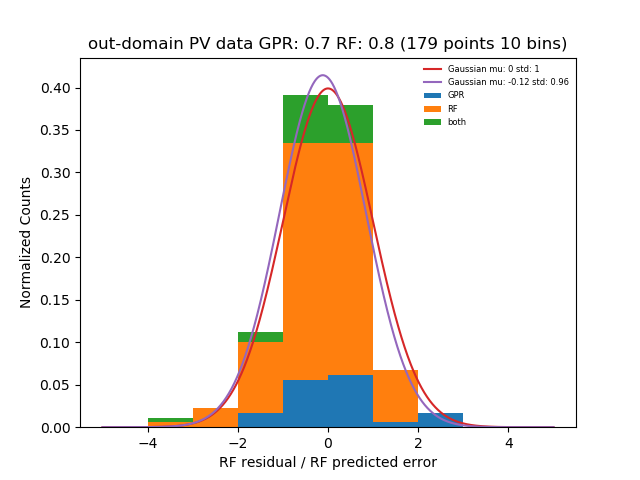 out-domain PV data GPR: 0.7 RF: 0.8 (179 points 10 bins)
Gaussian mu: 0 std: 1
Gaussian mu: -0.12 std: 0.96
GPR
RF
both
Normalized Counts
0.40
0.35
0.30
0.25
0.20
0.15
0.10
0.05
0.00
−4
−2
0
2
4
RF residual / RF predicted error